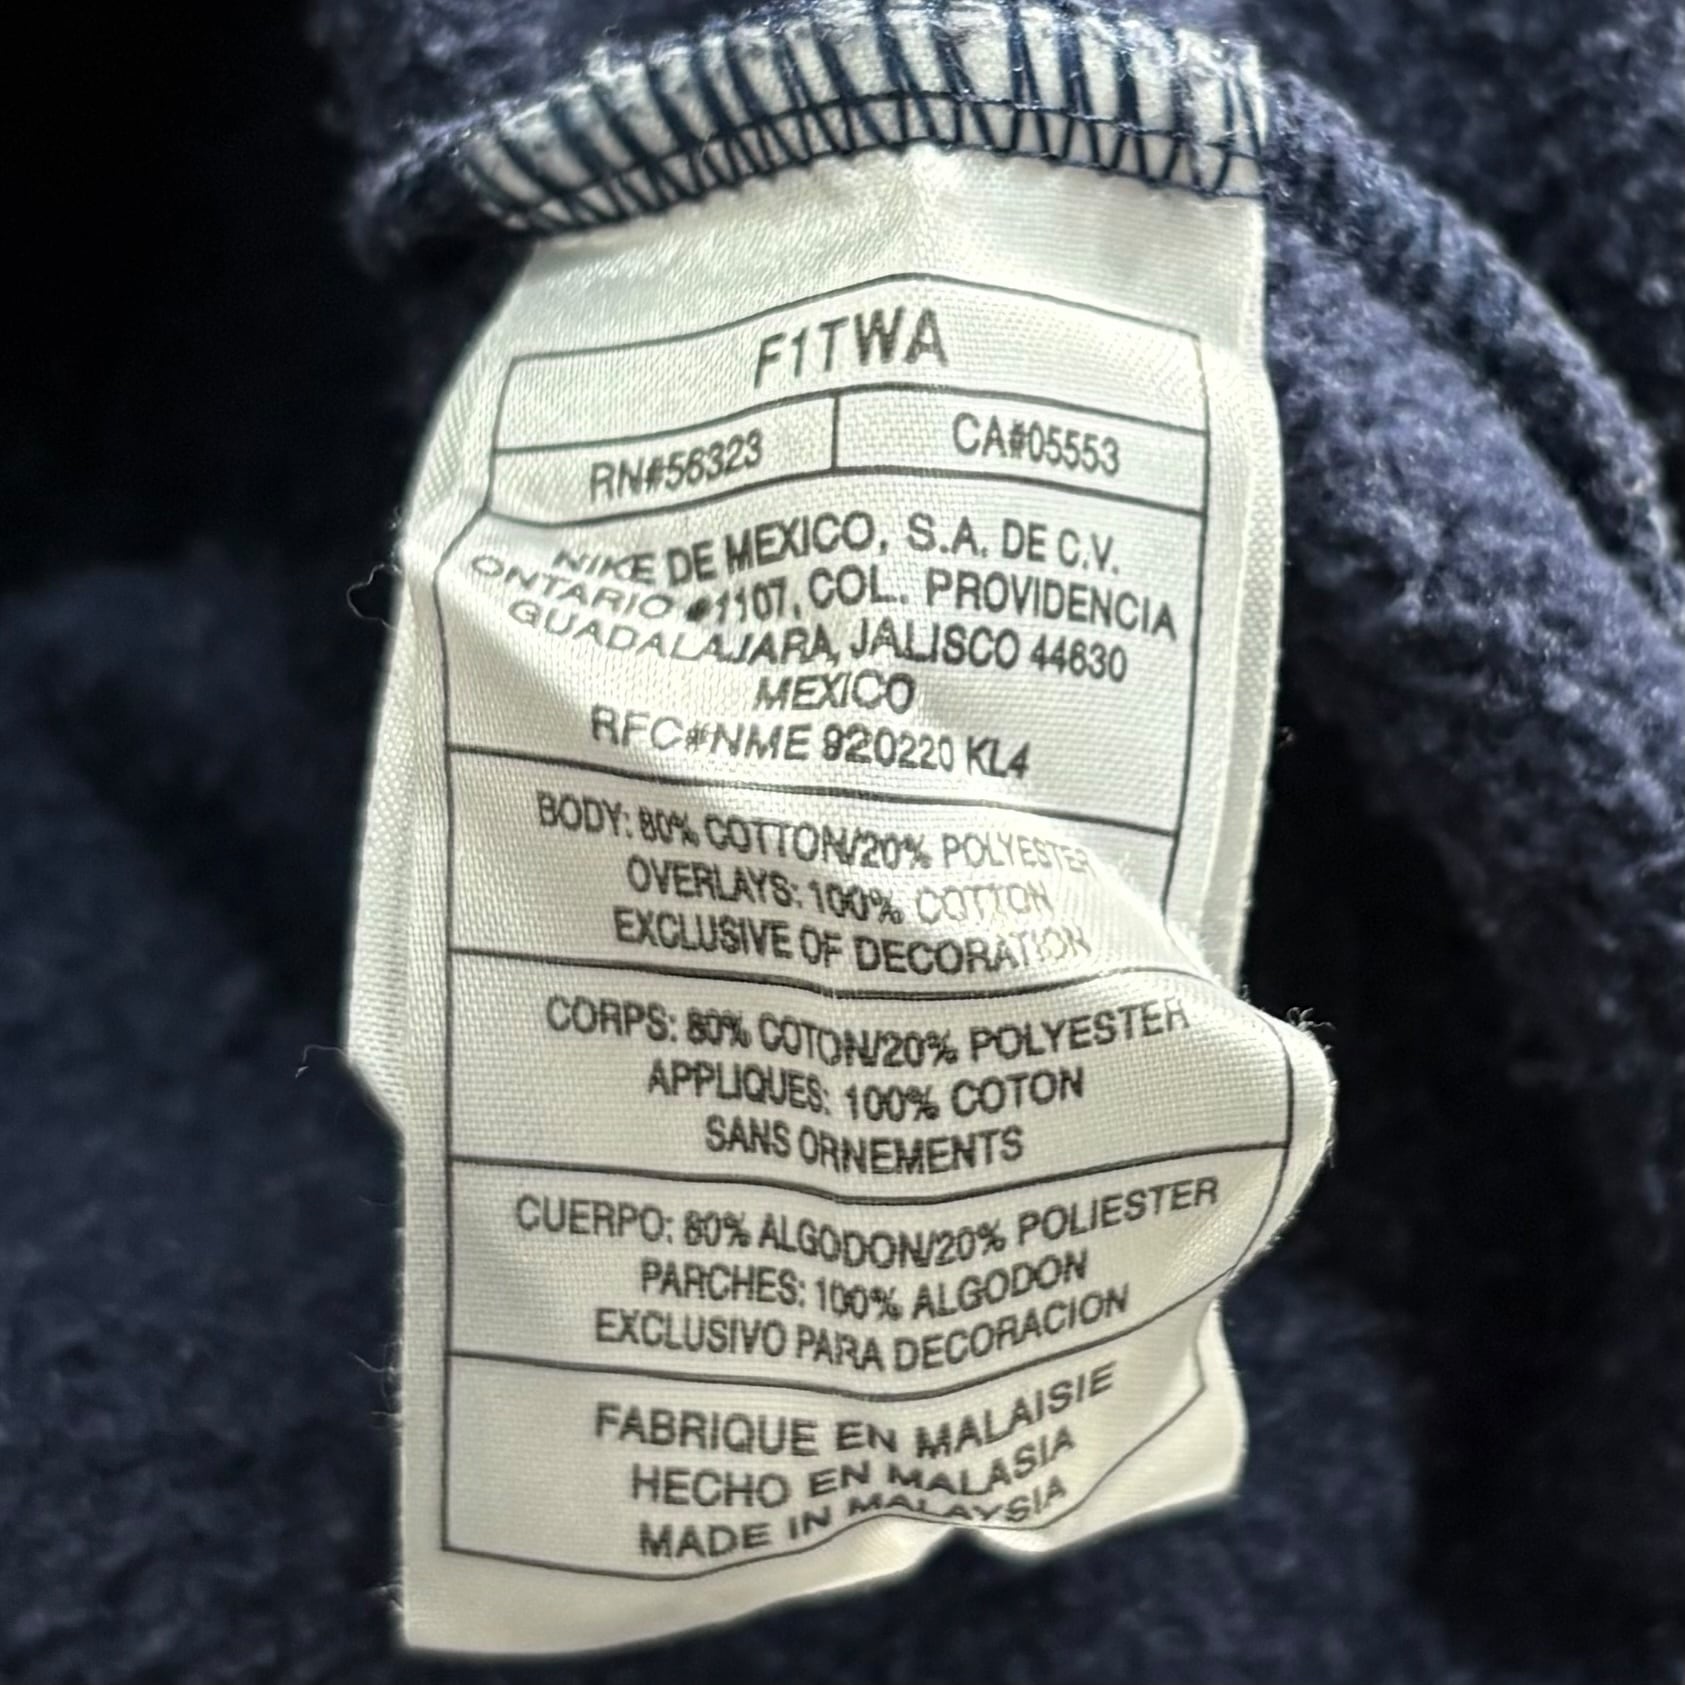 F1TWA
RN#56323
CA#05553
NIKE DE MEXICO, S.A. DE C.V.
ONTARIO #1107, COL. PROVIDENCIA
GUADALAJARA, JALISCO 44630
MEXICO
RFC#NME 920220 KL4
BODY: 80% COTTON/20% POLYESTER
OVERLAYS: 100% COTTON
EXCLUSIVE OF DECORATION
CORPS: 80% COTON/20% POLYESTER
APPLIQUES: 100% COTON
SANS ORNEMENTS
CUERPO: 80% ALGODON/20% POLIESTER
PARCHES: 100% ALGODON
EXCLUSIVO PARA DECORACION
FABRIQUE EN MALAISIE
HECHO EN MALASIA
MADE IN MALAYSIA